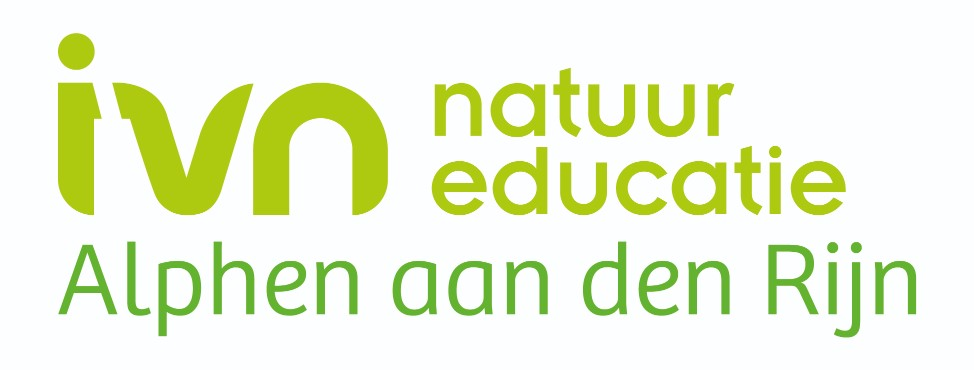 ivn natuur
educatie
Alphen aan den Rijn